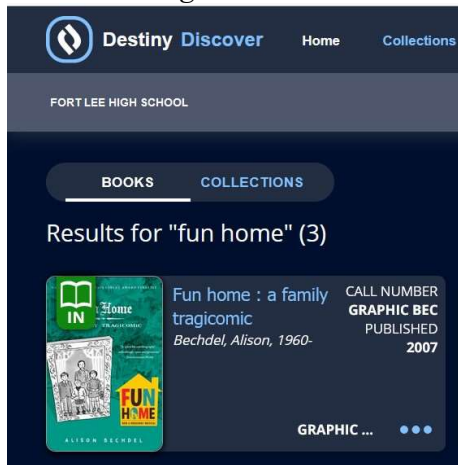 Destiny Discover Home Collections
FORT LEE HIGH SCHOOL
BOOKS COLLECTIONS
Results for "fun home" (3)
IN
Home
TRAGICOMIC
FUN
HOME
ALISON BECHDEL
Fun home : a family
tragicomic
Bechdel, Alison, 1960-
CALL NUMBER
GRAPHIC BEC
PUBLISHED
2007
GRAPHIC ...